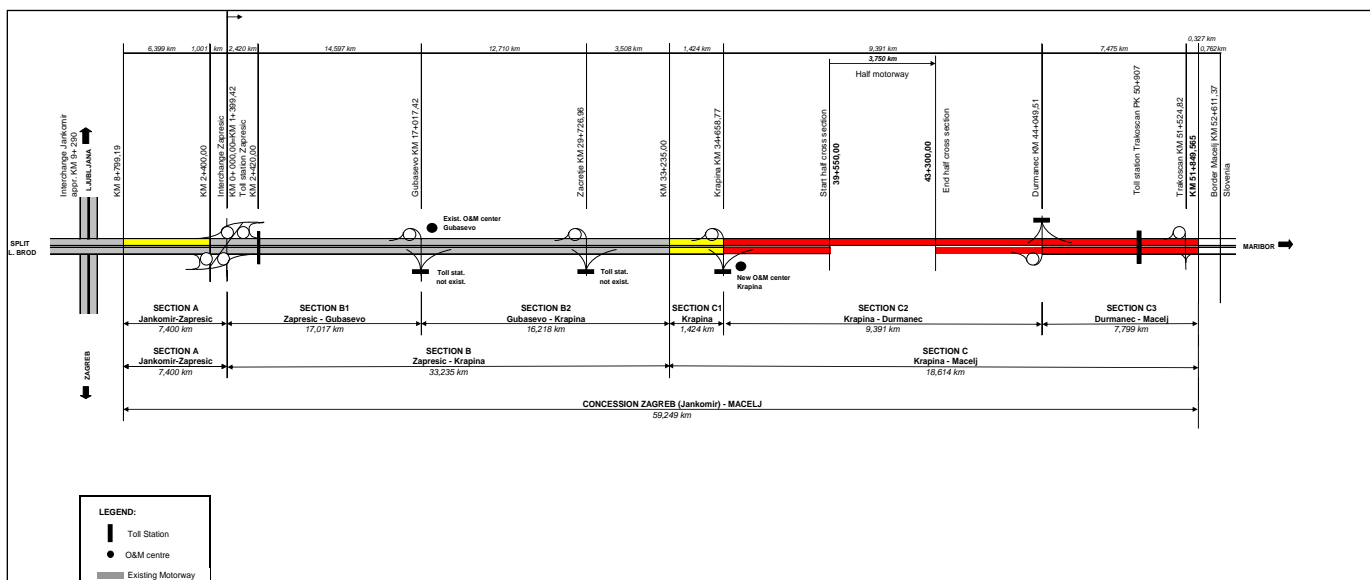 6,399 km
1,001 km
2,420 km
14,597 km
12,710 km
3,508 km
1,424 km
9,391 km
7,475 km
0,327 km
0,762 km
3,750 km
Half motorway
Interchange Jankomir
appr. KM 9+ 290
LJUBLJANA
KM 8+799,19
KM 2+400,00
Interchange Zapresic
KM 0+000,00=KM 1+399,42
Toll station Zapresic
KM 2+420,00
Gubasevo KM 17+017,42
Zacretje KM 29+726,96
KM 33+235,00
Krapina KM 34+658,77
Start half cross section
39+550,00
43+300,00
End half cross section
Durmanec KM 44+049,51
Toll station Trakoscan PK 50+907
Trakoscan KM 51+524,82
KM 51+849,565
Border Macelj KM 52+611,37
Slovenia
SPLIT
L. BROD
Exist. O&M center
Gubasevo
MARIBOR
Toll stat.
not exist.
Toll stat.
not exist.
New O&M center
Krapina
SECTION A
Jankomir-Zapresic
7,400 km
SECTION B1
Zapresic - Gubasevo
17,017 km
SECTION B2
Gubasevo - Krapina
16,218 km
SECTION C1
Krapina
1,424 km
SECTION C2
Krapina - Durmanec
9,391 km
SECTION C3
Durmanec - Macelj
7,799 km
ZAGREB
SECTION A
Jankomir-Zapresic
7,400 km
SECTION B
Zapresic - Krapina
33,235 km
SECTION C
Krapina - Macelj
18,614 km
CONCESSION ZAGREB (Jankomir) - MACELJ
59,249 km
LEGEND:
Toll Station
O&M centre
Existing Motorway